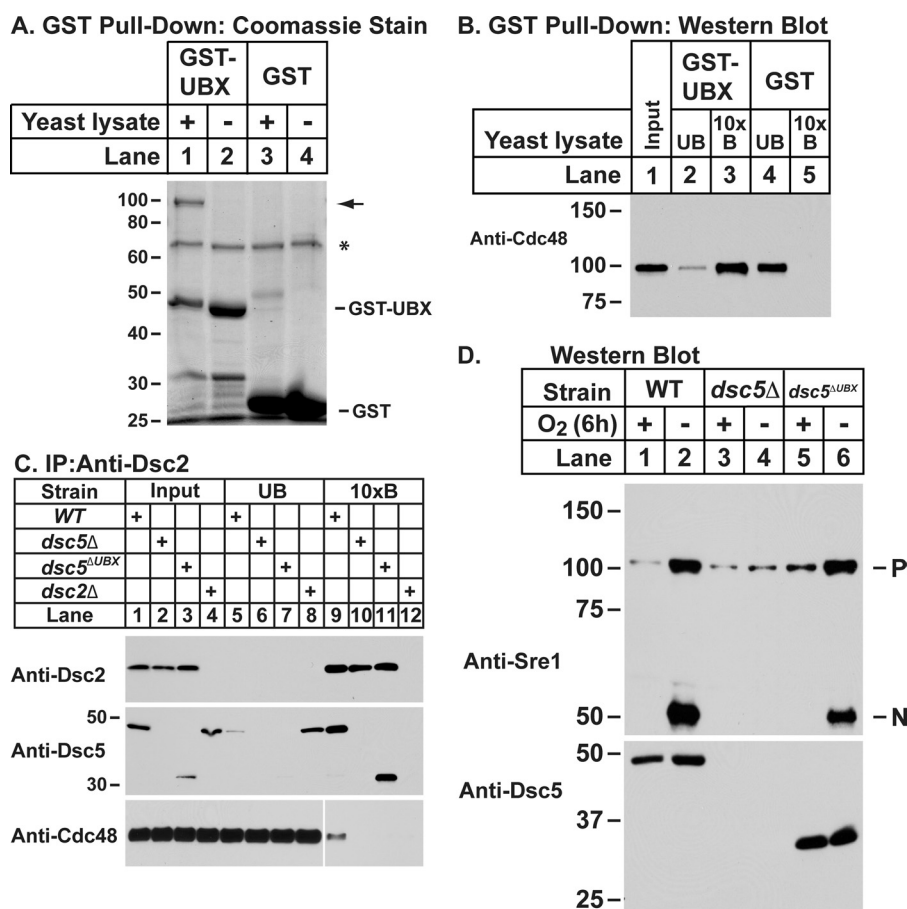 A. GST Pull-Down: Coomassie Stain
GST-UBX GST
Yeast lysate + - + -
Lane 1 2 3 4
100
80
60
50
40
30
25
*
GST-UBX
GST
B. GST Pull-Down: Western Blot
Input GST-UBX GST
Yeast lysate UB 10x B UB 10x B
Lane 1 2 3 4 5
150
Anti-Cdc48
100
75
C. IP:Anti-Dsc2
Strain Input UB 10xB
WT + + +
dsc5Δ + + +
dsc5ΔUBX + + +
dsc2Δ + + +
Lane 1 2 3 4 5 6 7 8 9 10 11 12
Anti-Dsc2
50
Anti-Dsc5
30
Anti-Cdc48
D. Western Blot
Strain WT dsc5Δ dsc5ΔUBX
O2 (6h) + - + - + -
Lane 1 2 3 4 5 6
150
100 P
75
Anti-Sre1
50 N
50
Anti-Dsc5
37
25